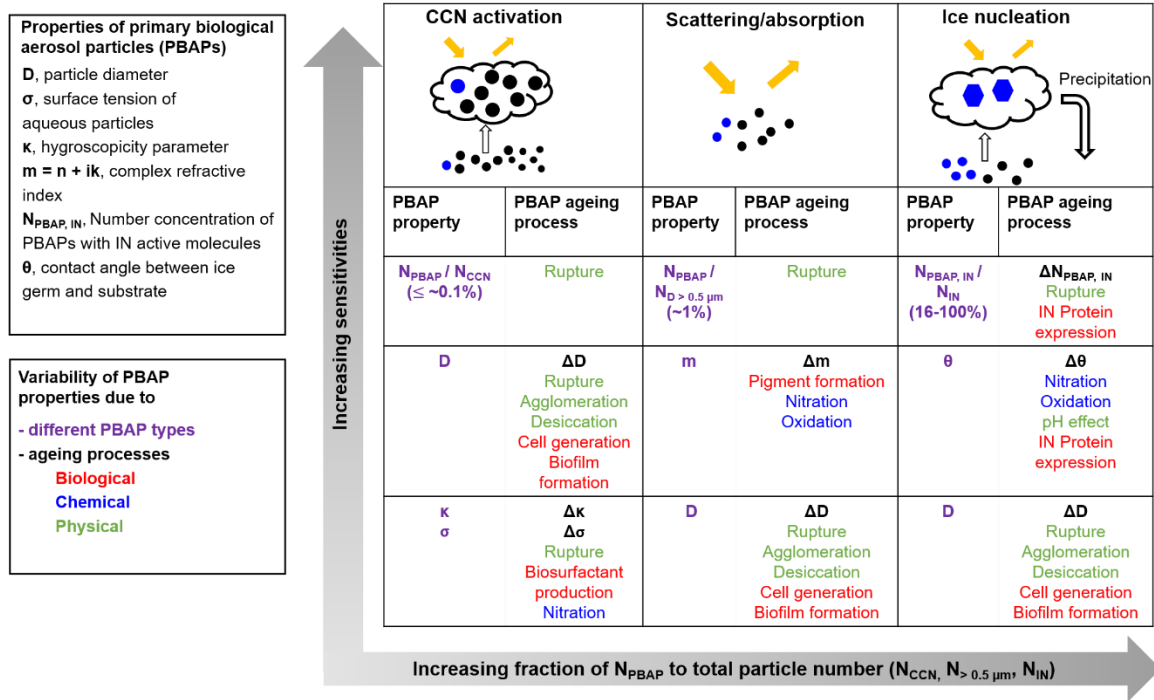 Properties of primary biological
aerosol particles (PBAPs)
D, particle diameter
σ, surface tension of
aqueous particles
κ, hygroscopicity parameter
m = n + ik, complex refractive
index
NPBAP, IN, Number concentration of
PBAPs with IN active molecules
θ, contact angle between ice
germ and substrate
Variability of PBAP
properties due to
- different PBAP types
- ageing processes
Biological
Chemical
Physical
Increasing sensitivities
CCN activation
Scattering/absorption
Ice nucleation
Precipitation
PBAP
property
PBAP ageing
process
PBAP
property
PBAP ageing
process
PBAP
property
PBAP ageing
process
NPBAP / NCCN
(≤ ~0.1%)
Rupture
NPBAP /
ND > 0.5 µm
(~1%)
Rupture
NPBAP, IN /
NIN
(16-100%)
ΔNPBAP, IN
Rupture
IN Protein
expression
D
ΔD
Rupture
Agglomeration
Desiccation
Cell generation
Biofilm
formation
m
Δm
Pigment formation
Nitration
Oxidation
θ
Δθ
Nitration
Oxidation
pH effect
IN Protein
expression
κ
σ
Δκ
Δσ
Rupture
Biosurfactant
production
Nitration
D
ΔD
Rupture
Agglomeration
Desiccation
Cell generation
Biofilm formation
D
ΔD
Rupture
Agglomeration
Desiccation
Cell generation
Biofilm formation
Increasing fraction of NPBAP to total particle number (NCCN, N> 0.5 µm, NIN)